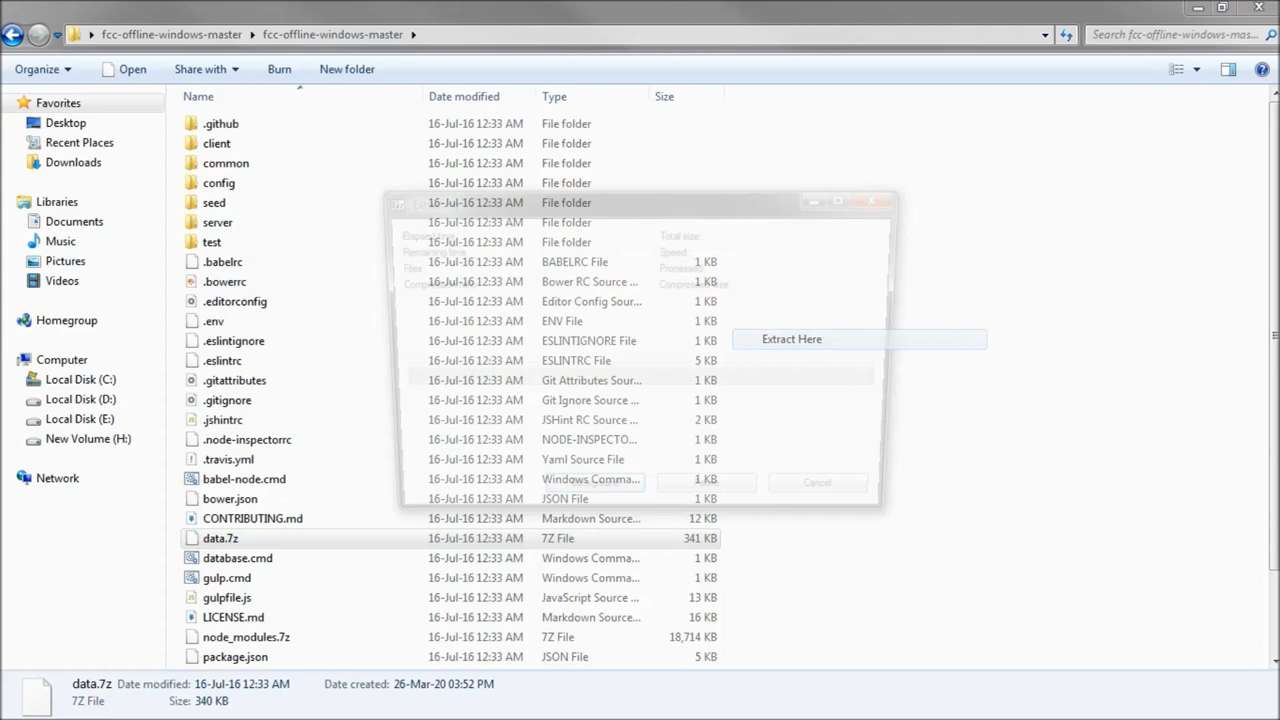 fcc-offline-windows-master fcc-offline-windows-master Search fcc-offline-windows-mas...
Organize Open Share with Burn New folder
Name Date modified Type Size
Favorites
Desktop
Recent Places
Downloads
Libraries
Documents
Music
Pictures
Videos
Homegroup
Computer
Local Disk (C:)
Local Disk (D:)
Local Disk (E:)
New Volume (H:)
Network
.github 16-Jul-16 12:33 AM File folder
client 16-Jul-16 12:33 AM File folder
common 16-Jul-16 12:33 AM File folder
config 16-Jul-16 12:33 AM File folder
seed 16-Jul-16 12:33 AM File folder
server 16-Jul-16 12:33 AM File folder
test 16-Jul-16 12:33 AM File folder
.babelrc 16-Jul-16 12:33 AM BABELRC File 1 KB
.bowerrc 16-Jul-16 12:33 AM Bower RC Source ... 1 KB
.editorconfig 16-Jul-16 12:33 AM Editor Config Sour... 1 KB
.env 16-Jul-16 12:33 AM ENV File 1 KB
.eslintignore 16-Jul-16 12:33 AM ESLINTIGNORE File 1 KB
.eslintrc 16-Jul-16 12:33 AM ESLINTRC File 5 KB
.gitattributes 16-Jul-16 12:33 AM Git Attributes Sour... 1 KB
.gitignore 16-Jul-16 12:33 AM Git Ignore Source ... 1 KB
.jshintrc 16-Jul-16 12:33 AM JSHint RC Source ... 2 KB
.node-inspectorrc 16-Jul-16 12:33 AM NODE-INSPECTO... 1 KB
.travis.yml 16-Jul-16 12:33 AM Yaml Source File 1 KB
babel-node.cmd 16-Jul-16 12:33 AM Windows Comma... 1 KB
bower.json 16-Jul-16 12:33 AM JSON File 1 KB
CONTRIBUTING.md 16-Jul-16 12:33 AM Markdown Source... 12 KB
data.7z 16-Jul-16 12:33 AM 7Z File 341 KB
database.cmd 16-Jul-16 12:33 AM Windows Comma... 1 KB
gulp.cmd 16-Jul-16 12:33 AM Windows Comma... 1 KB
gulpfile.js 16-Jul-16 12:33 AM JavaScript Source ... 13 KB
LICENSE.md 16-Jul-16 12:33 AM Markdown Source... 16 KB
node_modules.7z 16-Jul-16 12:33 AM 7Z File 18,714 KB
package.json 16-Jul-16 12:33 AM JSON File 5 KB
Elapsed time: Total size:
Remaining time: Speed:
Files: Processed:
Compressed size:
Extract Here
Cancel
data.7z Date modified: 16-Jul-16 12:33 AM Date created: 26-Mar-20 03:52 PM
7Z File Size: 340 KB